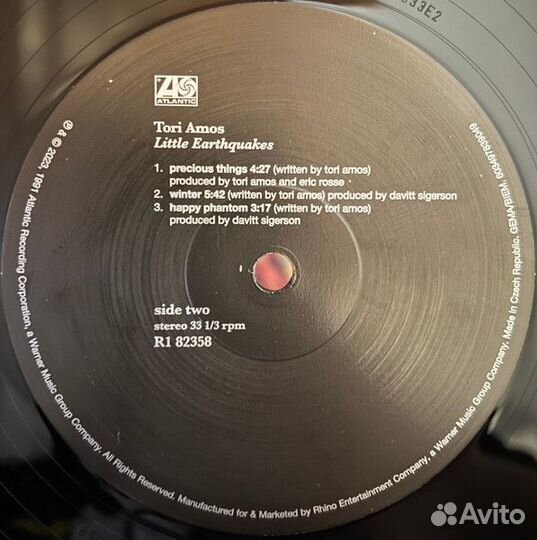 ATLANTIC
Tori Amos
Little Earthquakes
1. precious things 4:27 (written by tori amos)
produced by tori amos and eric rosse
2. winter 5:42 (written by tori amos) produced by davitt sigerson
3. happy phantom 3:17 (written by tori amos)
produced by davitt sigerson
side two
stereo 33 1/3 rpm
R1 82358
℗ & © 2023, 1991 Atlantic Recording Corporation, a Warner Music Group Company. All Rights Reserved. Manufactured for & Marketed by Rhino Entertainment Company, a Warner Music Group Company. Made in Czech Republic. GEMA/BIEM. 603497839049
33E2
Avito